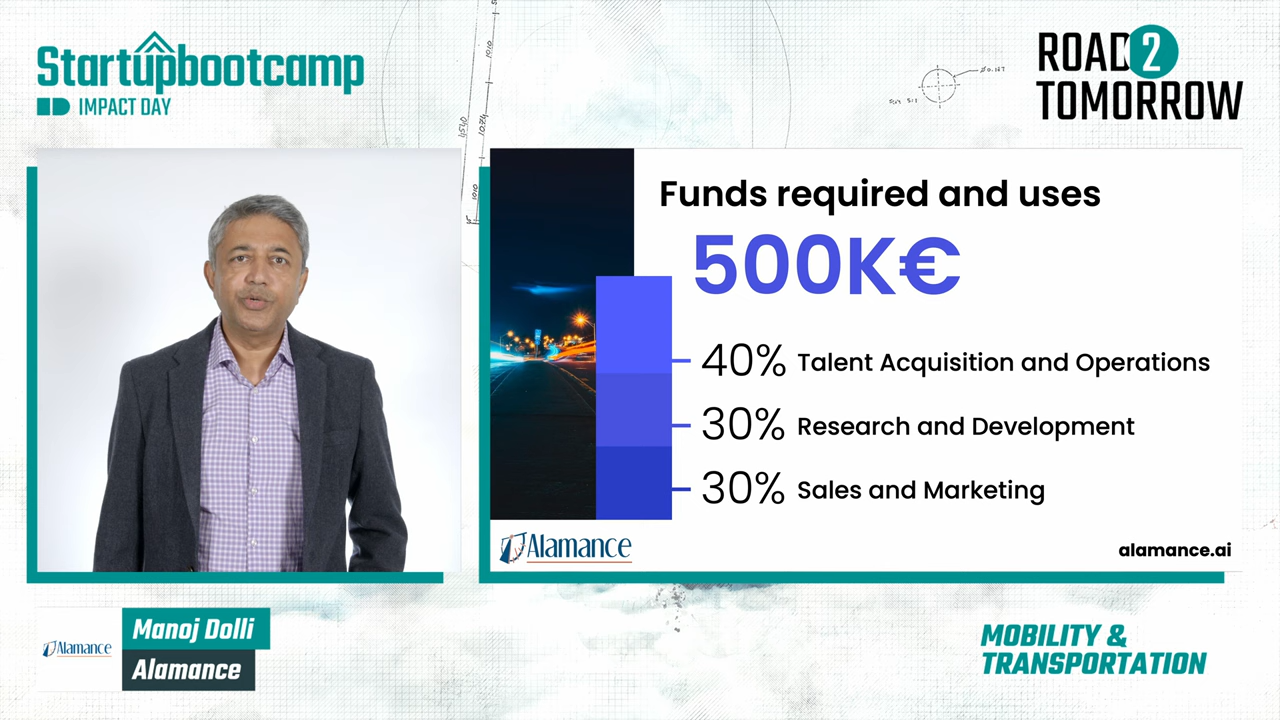 Startupbootcamp
IMPACT DAY
ROAD 2
TOMORROW
Funds required and uses
500K€
40% Talent Acquisition and Operations
30% Research and Development
30% Sales and Marketing
Alamance
alamance.ai
Alamance
Manoj Dolli
Alamance
MOBILITY &
TRANSPORTATION